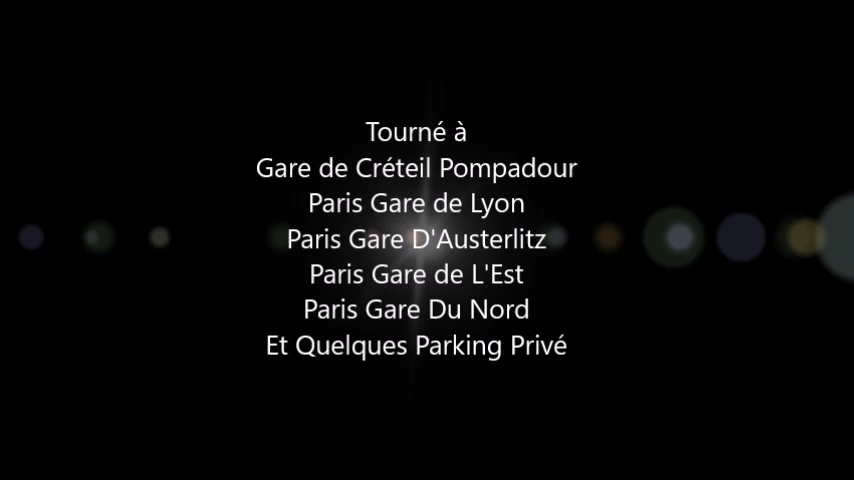 Tourné à
Gare de Créteil Pompadour
Paris Gare de Lyon
Paris Gare D'Austerlitz
Paris Gare de L'Est
Paris Gare Du Nord
Et Quelques Parking Privé